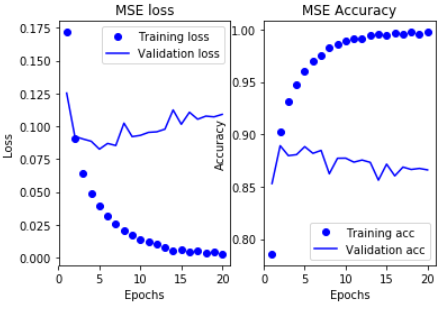 MSE loss
0.175
0.150
0.125
0.100
0.075
0.050
0.025
0.000
Loss
Training loss
Validation loss
0 5 10 15 20
Epochs
MSE Accuracy
1.00
0.95
0.90
0.85
0.80
Accuracy
Training acc
Validation acc
0 5 10 15 20
Epochs